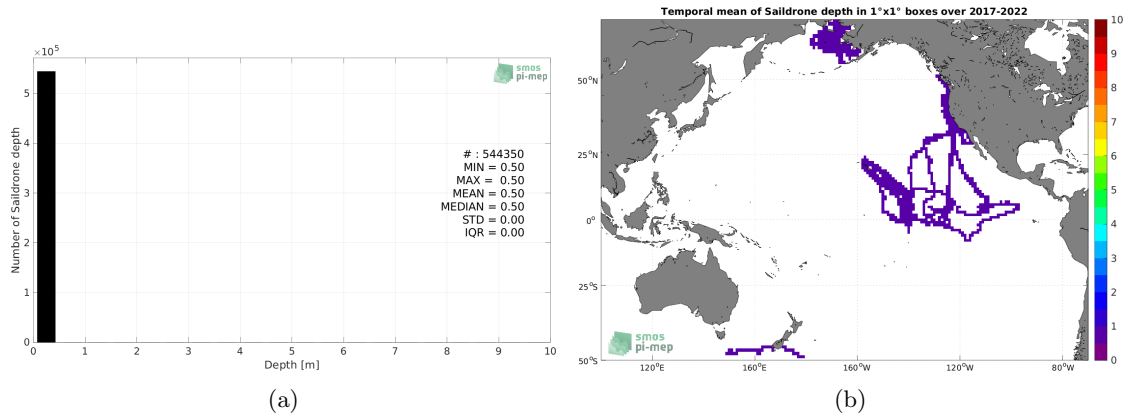 ×10⁵
5
4
3
2
1
0
Number of Saildrone depth
smos
pi-mep
# : 544350
MIN = 0.50
MAX = 0.50
MEAN = 0.50
MEDIAN = 0.50
STD = 0.00
IQR = 0.00
0 1 2 3 4 5 6 7 8 9 10
Depth [m]
(a)
Temporal mean of Saildrone depth in 1°x1° boxes over 2017-2022
50°N
25°N
0°
25°S
50°S
smos
pi-mep
120°E 160°E 160°W 120°W 80°W
10
9
8
7
6
5
4
3
2
1
0
(b)